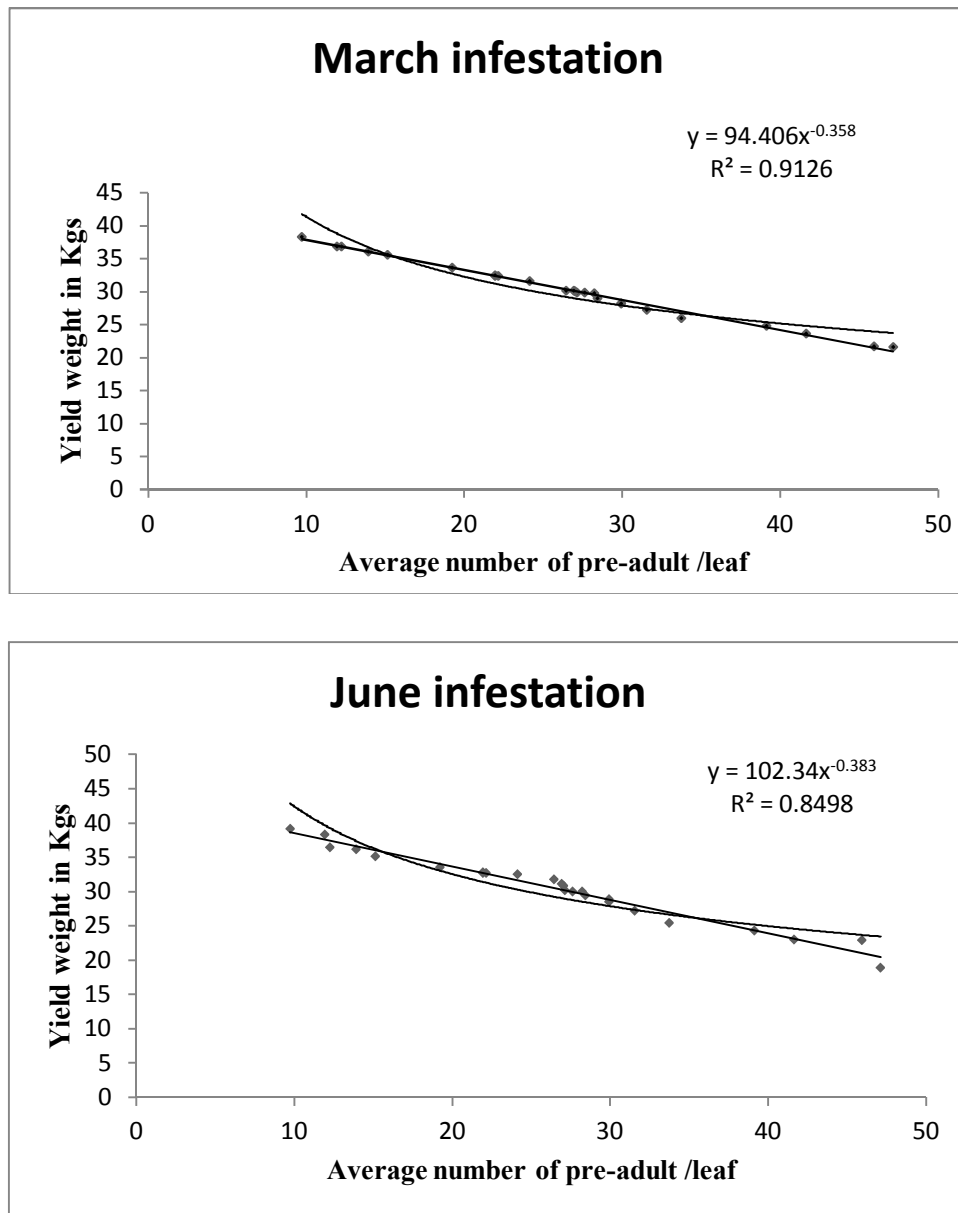 March infestation
y = 94.406x^-0.358
R² = 0.9126
45
40
35
30
25
20
15
10
5
0
Yield weight in Kgs
0 10 20 30 40 50
Average number of pre-adult /leaf
June infestation
y = 102.34x^-0.383
R² = 0.8498
50
45
40
35
30
25
20
15
10
5
0
Yield weight in Kgs
0 10 20 30 40 50
Average number of pre-adult /leaf